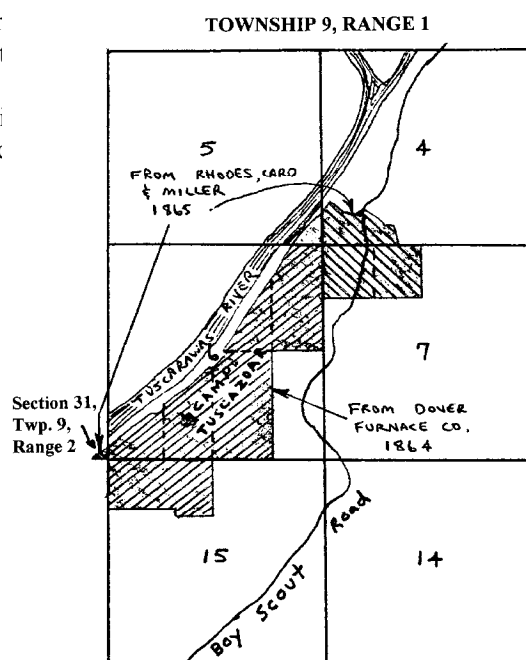 TOWNSHIP 9, RANGE 1
5
4
FROM RHODES, CARD
& MILLER
1865
TUSCARAWAS RIVER
6
CAMP
TUSCAZOAR
7
Section 31,
Twp. 9,
Range 2
FROM DOVER
FURNACE CO.
1864
15
14
Boy Scout Road